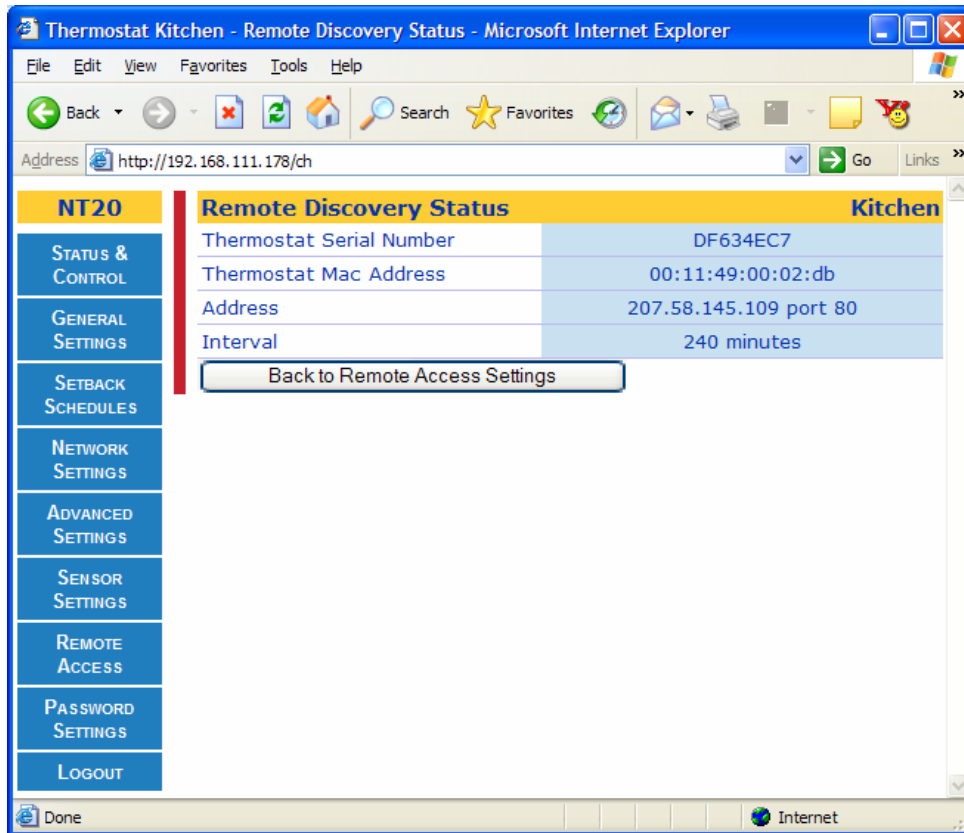 Thermostat Kitchen - Remote Discovery Status - Microsoft Internet Explorer
File Edit View Favorites Tools Help
Back Search Favorites »
Address http://192.168.111.178/ch Go Links »
NT20
STATUS &
CONTROL
GENERAL
SETTINGS
SETBACK
SCHEDULES
NETWORK
SETTINGS
ADVANCED
SETTINGS
SENSOR
SETTINGS
REMOTE
ACCESS
PASSWORD
SETTINGS
LOGOUT
Remote Discovery Status Kitchen
Thermostat Serial Number DF634EC7
Thermostat Mac Address 00:11:49:00:02:db
Address 207.58.145.109 port 80
Interval 240 minutes
Back to Remote Access Settings
Done Internet